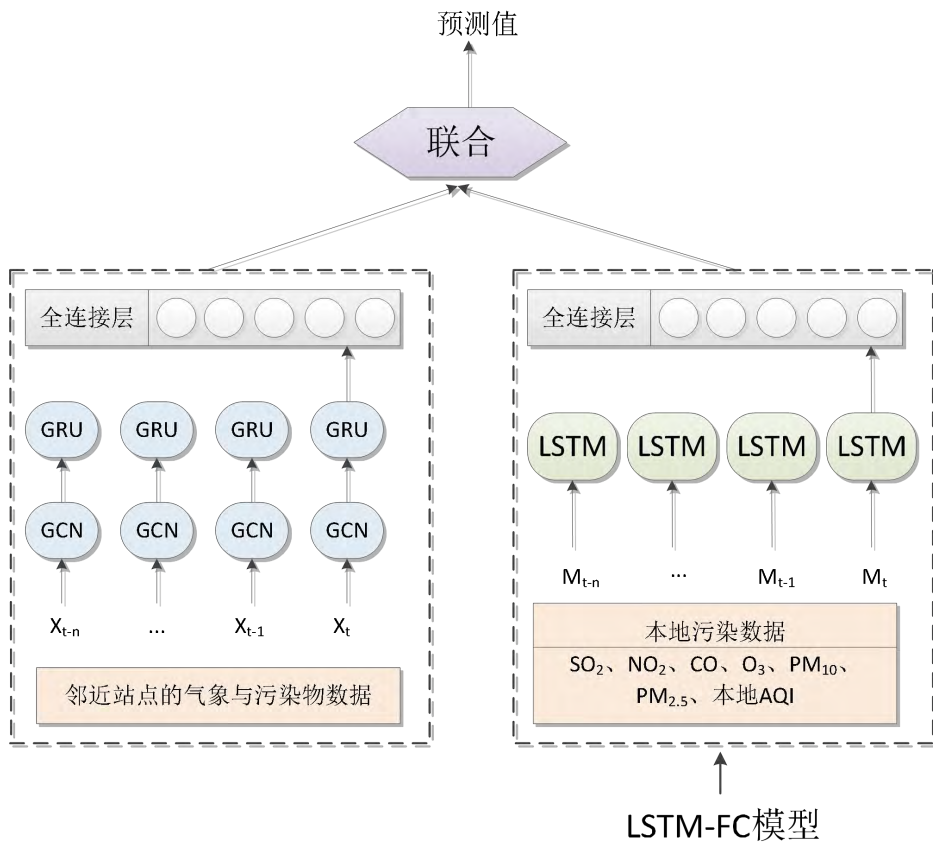 预测值
联合
全连接层
GRU GRU GRU GRU
GCN GCN GCN GCN
Xt-n ... Xt-1 Xt
邻近站点的气象与污染物数据
全连接层
LSTM LSTM LSTM LSTM
Mt-n ... Mt-1 Mt
本地污染数据
SO₂、NO₂、CO、O₃、PM₁₀、
PM₂.₅、本地AQI
LSTM-FC模型